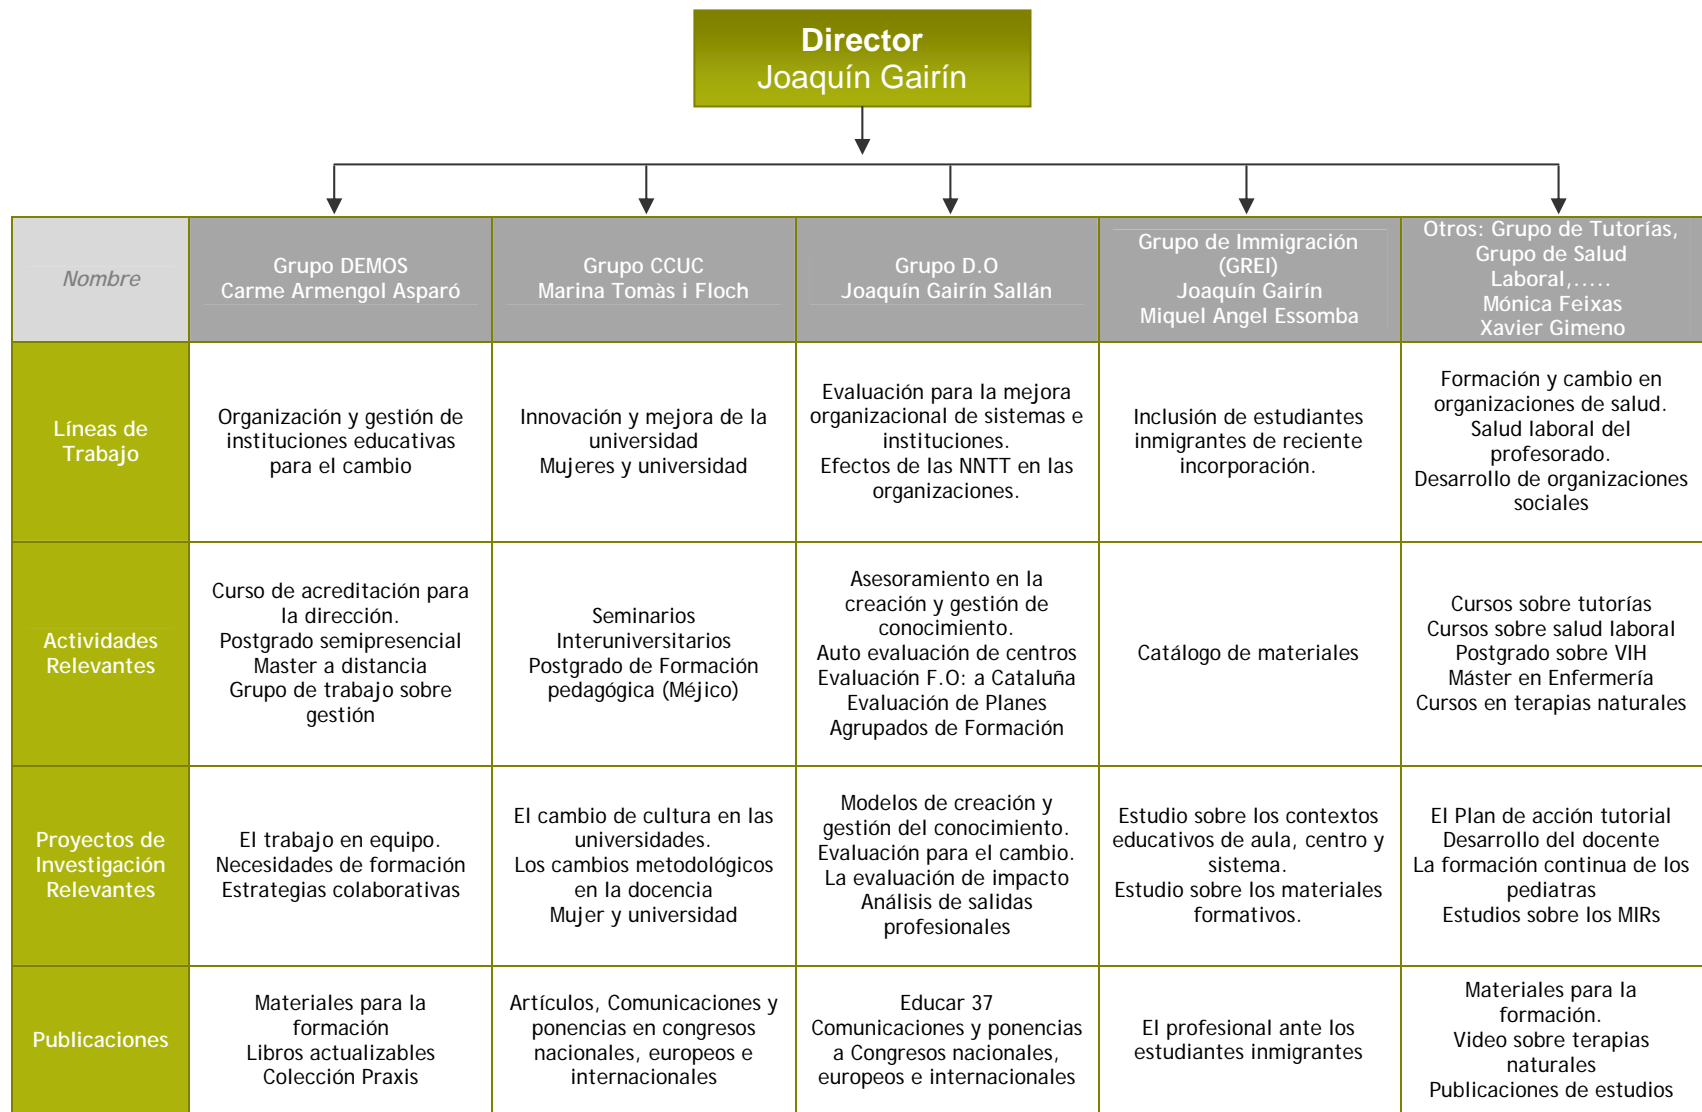 Director
Joaquín Gairín
Nombre
Grupo DEMOS
Carme Armengol Asparó
Grupo CCUC
Marina Tomàs i Floch
Grupo D.O
Joaquín Gairín Sallán
Grupo de Immigración
(GREI)
Joaquín Gairín
Miquel Angel Essomba
Otros: Grupo de Tutorías,
Grupo de Salud
Laboral,.....
Mónica Feixas
Xavier Gimeno
Líneas de
Trabajo
Organización y gestión de
instituciones educativas
para el cambio
Innovación y mejora de la
universidad
Mujeres y universidad
Evaluación para la mejora
organizacional de sistemas e
instituciones.
Efectos de las NNTT en las
organizaciones.
Inclusión de estudiantes
inmigrantes de reciente
incorporación.
Formación y cambio en
organizaciones de salud.
Salud laboral del
profesorado.
Desarrollo de organizaciones
sociales
Actividades
Relevantes
Curso de acreditación para
la dirección.
Postgrado semipresencial
Master a distancia
Grupo de trabajo sobre
gestión
Seminarios
Interuniversitarios
Postgrado de Formación
pedagógica (Méjico)
Asesoramiento en la
creación y gestión de
conocimiento.
Auto evaluación de centros
Evaluación F.O: a Cataluña
Evaluación de Planes
Agrupados de Formación
Catálogo de materiales
Cursos sobre tutorías
Cursos sobre salud laboral
Postgrado sobre VIH
Máster en Enfermería
Cursos en terapias naturales
Proyectos de
Investigación
Relevantes
El trabajo en equipo.
Necesidades de formación
Estrategias colaborativas
El cambio de cultura en las
universidades.
Los cambios metodológicos
en la docencia
Mujer y universidad
Modelos de creación y
gestión del conocimiento.
Evaluación para el cambio.
La evaluación de impacto
Análisis de salidas
profesionales
Estudio sobre los contextos
educativos de aula, centro y
sistema.
Estudio sobre los materiales
formativos.
El Plan de acción tutorial
Desarrollo del docente
La formación continua de los
pediatras
Estudios sobre los MIRs
Publicaciones
Materiales para la
formación
Libros actualizables
Colección Praxis
Artículos, Comunicaciones y
ponencias en congresos
nacionales, europeos e
internacionales
Educar 37
Comunicaciones y ponencias
a Congresos nacionales,
europeos e internacionales
El profesional ante los
estudiantes inmigrantes
Materiales para la
formación.
Video sobre terapias
naturales
Publicaciones de estudios